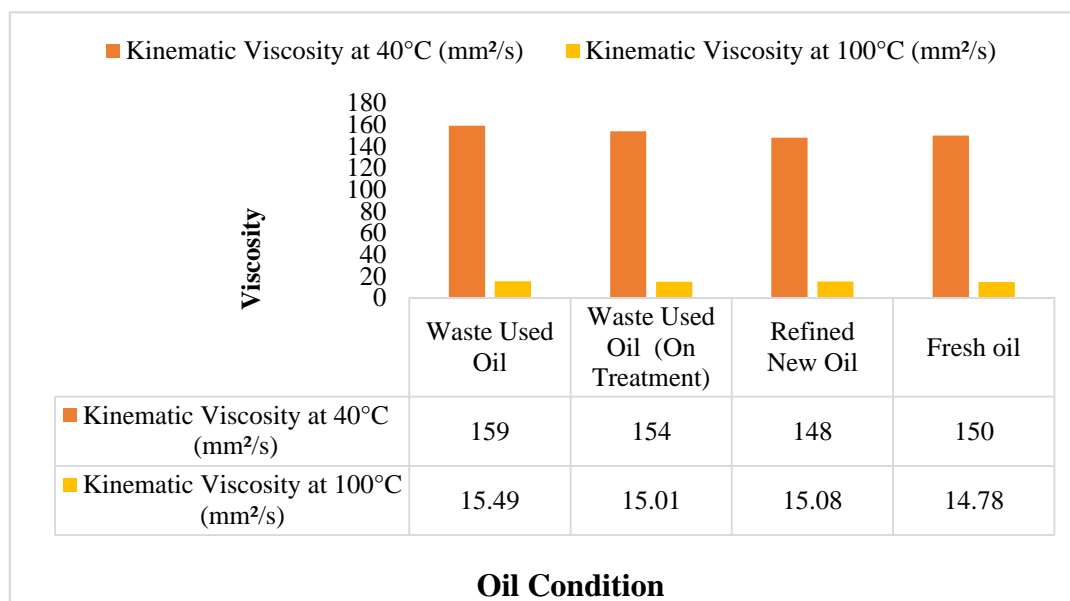 Kinematic Viscosity at 40°C (mm²/s) Kinematic Viscosity at 100°C (mm²/s)
180
160
140
120
100
80
60
40
20
0
Viscosity
Waste Used
Oil
Waste Used
Oil (On
Treatment)
Refined
New Oil
Fresh oil
Kinematic Viscosity at 40°C
(mm²/s)
159
154
148
150
Kinematic Viscosity at 100°C
(mm²/s)
15.49
15.01
15.08
14.78
Oil Condition